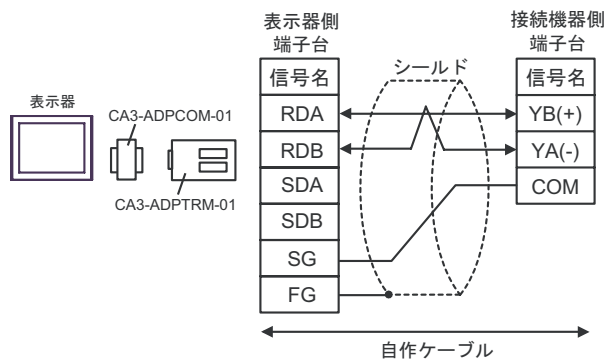 表示器
CA3-ADPCOM-01
CA3-ADPTRM-01
表示器側
端子台
信号名
RDA
RDB
SDA
SDB
SG
FG
シールド
接続機器側
端子台
信号名
YB(+)
YA(-)
COM
自作ケーブル